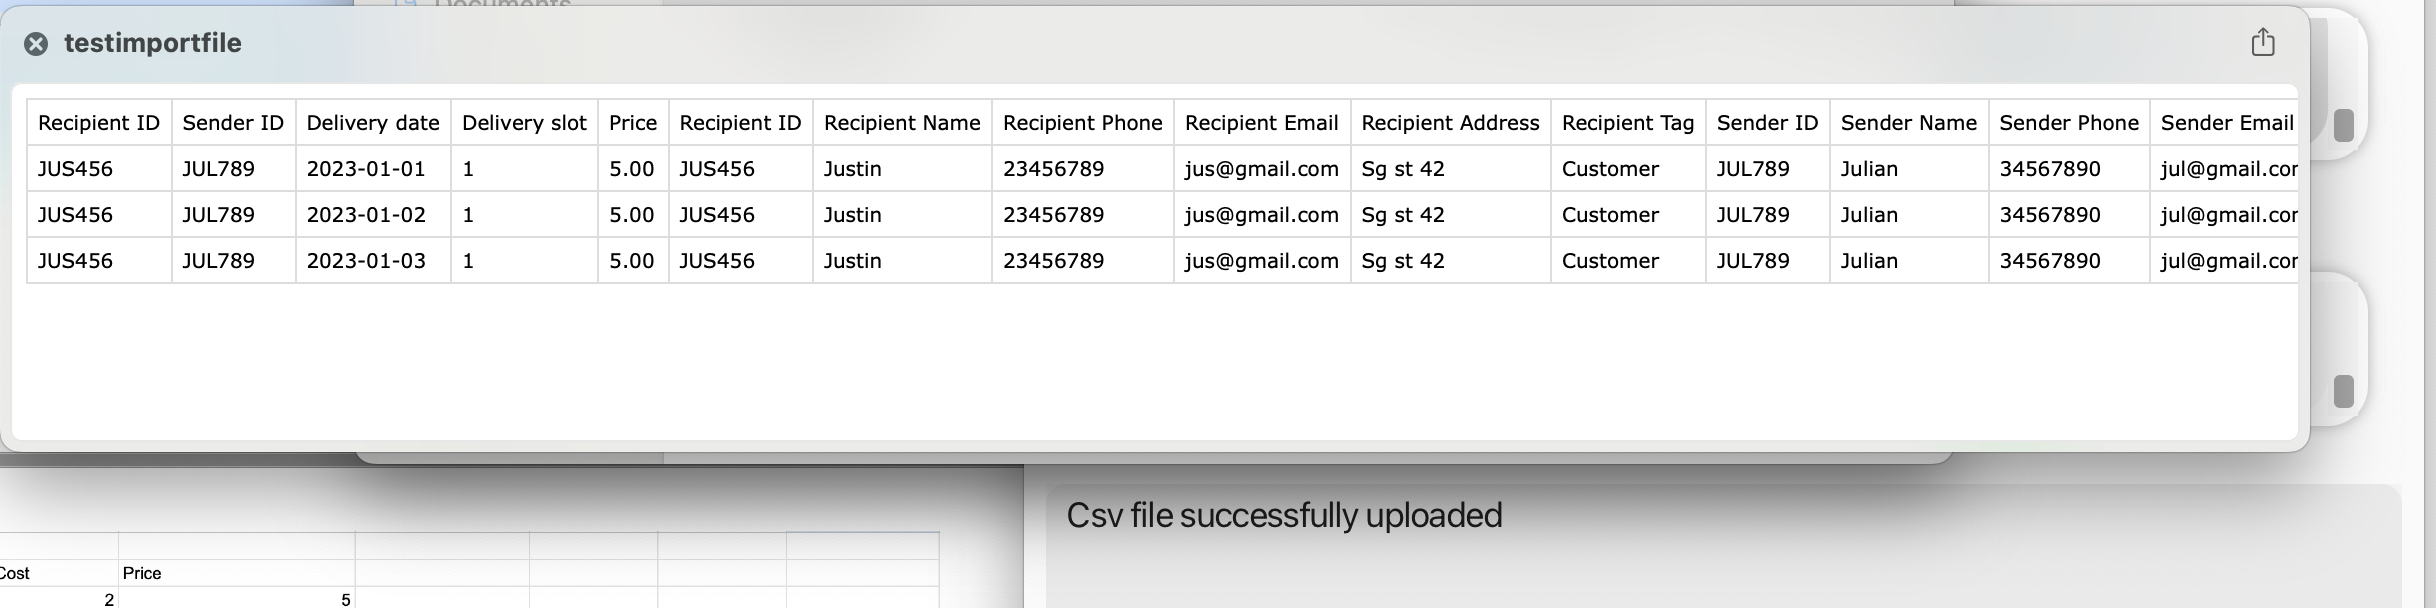 Documents
testimportfile
Recipient ID Sender ID Delivery date Delivery slot Price Recipient ID Recipient Name Recipient Phone Recipient Email Recipient Address Recipient Tag Sender ID Sender Name Sender Phone Sender Email
JUS456 JUL789 2023-01-01 1 5.00 JUS456 Justin 23456789 jus@gmail.com Sg st 42 Customer JUL789 Julian 34567890 jul@gmail.cor
JUS456 JUL789 2023-01-02 1 5.00 JUS456 Justin 23456789 jus@gmail.com Sg st 42 Customer JUL789 Julian 34567890 jul@gmail.cor
JUS456 JUL789 2023-01-03 1 5.00 JUS456 Justin 23456789 jus@gmail.com Sg st 42 Customer JUL789 Julian 34567890 jul@gmail.cor
Csv file successfully uploaded
Cost Price
2 5